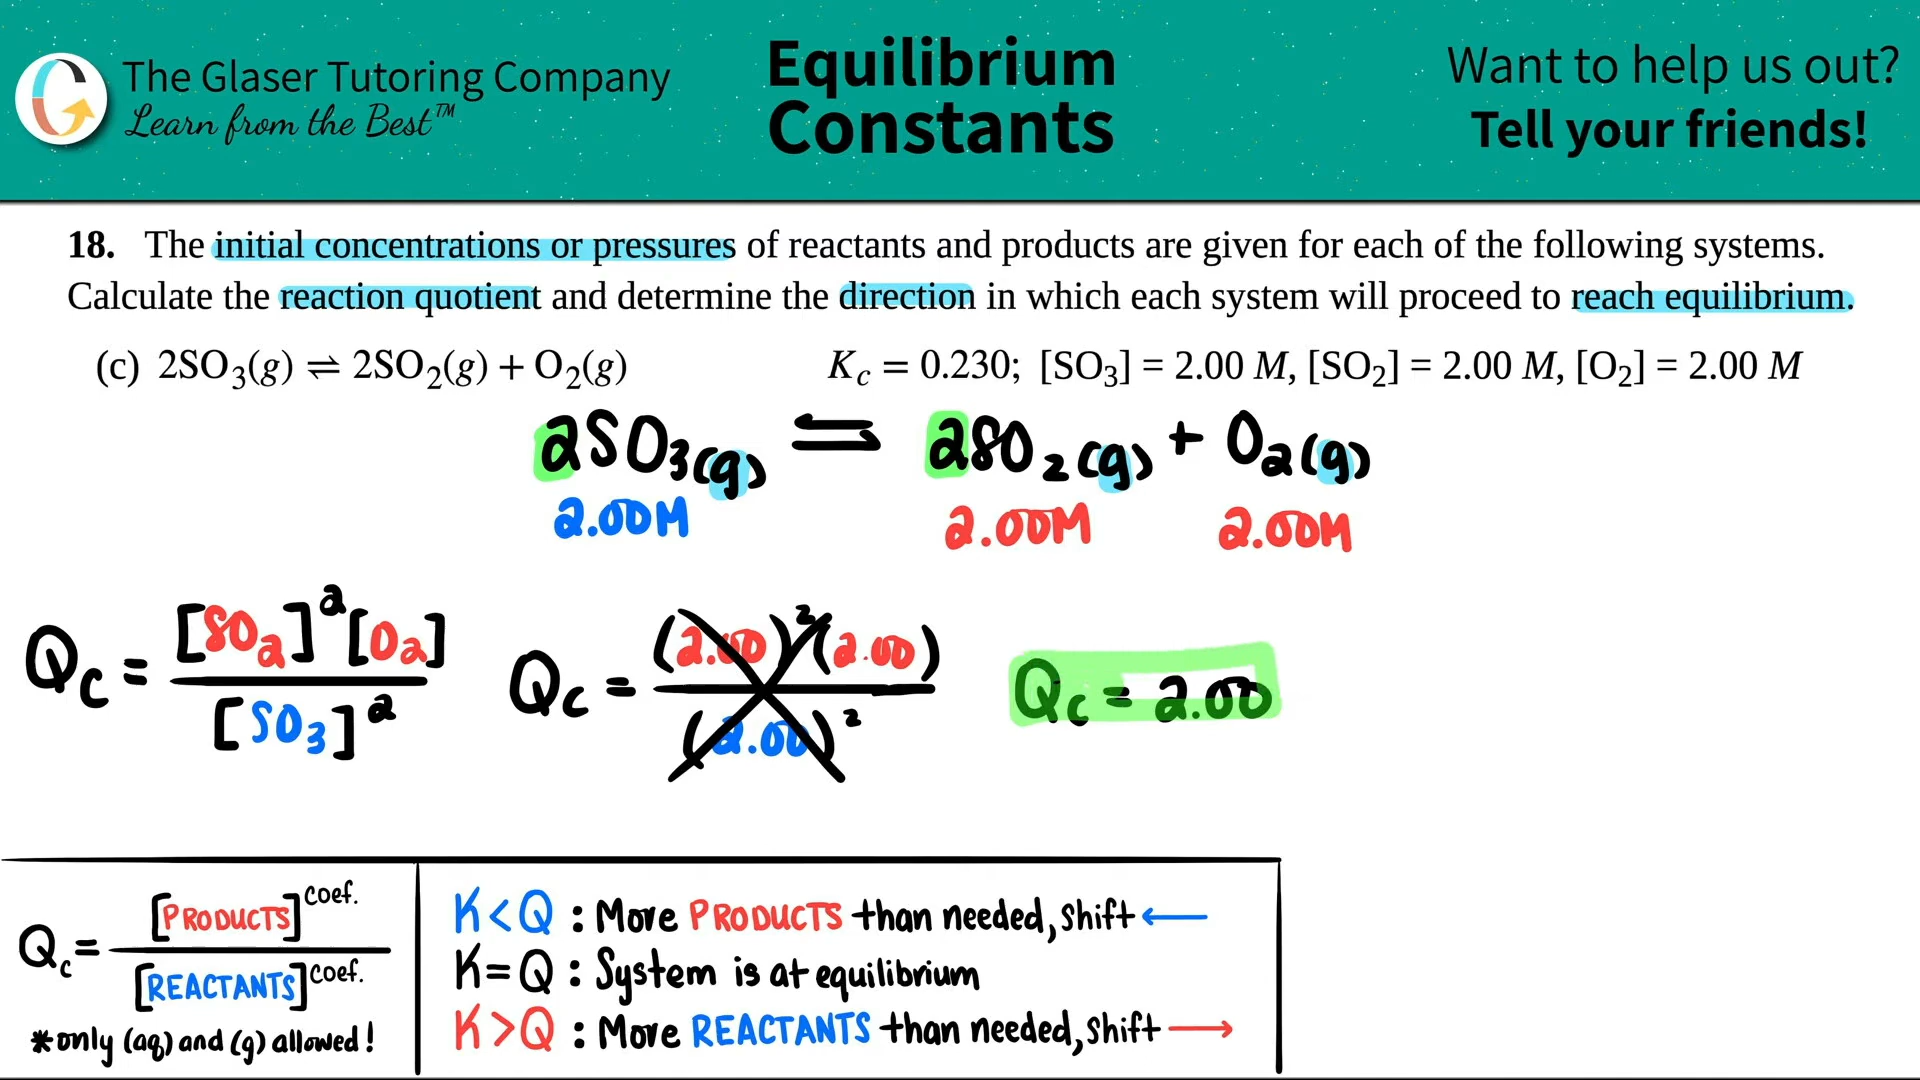 The Glaser Tutoring Company
Learn from the Best™
Equilibrium
Constants
Want to help us out?
Tell your friends!
18. The initial concentrations or pressures of reactants and products are given for each of the following systems.
Calculate the reaction quotient and determine the direction in which each system will proceed to reach equilibrium.
(c) 2SO₃(g) ⇌ 2SO₂(g) + O₂(g) K_c = 0.230; [SO₃] = 2.00 M, [SO₂] = 2.00 M, [O₂] = 2.00 M
2SO₃(g) ⇌ 2SO₂(g) + O₂(g)
2.00M 2.00M 2.00M
Qc = [SO₂]² [O₂] / [SO₃]² Qc = (2.00)² (2.00) / (2.00)² Qc = 2.00
Qc = [PRODUCTS]^coef. / [REACTANTS]^coef.
*only (aq) and (g) allowed!
K<Q : More PRODUCTS than needed, shift ←
K=Q : System is at equilibrium
K>Q : More REACTANTS than needed, shift →